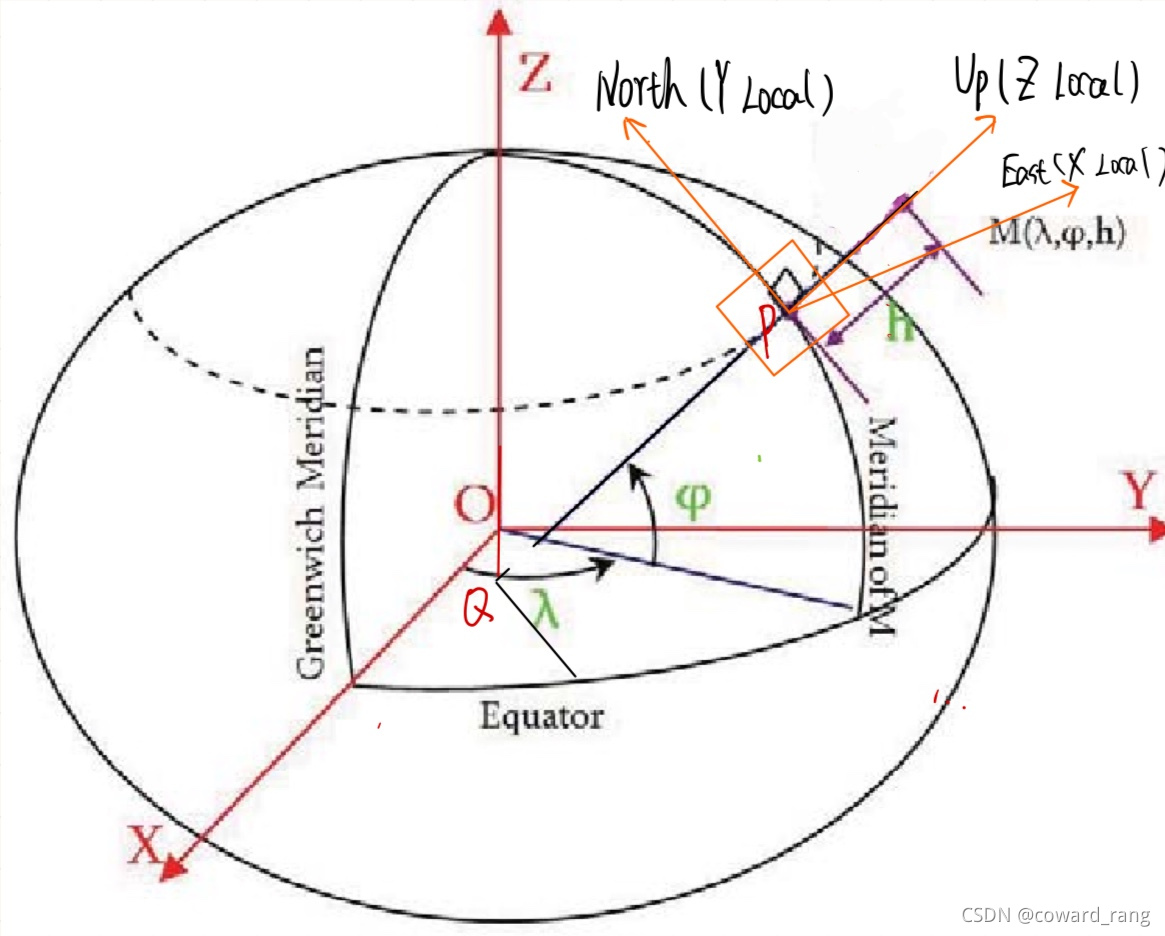 Z
North (Y Local)
Up (Z Local)
East (X Local)
M(λ,φ,h)
P
h
Greenwich Meridian
Meridian of M
O
φ
Y
Q
λ
Equator
X
CSDN @coward_rang